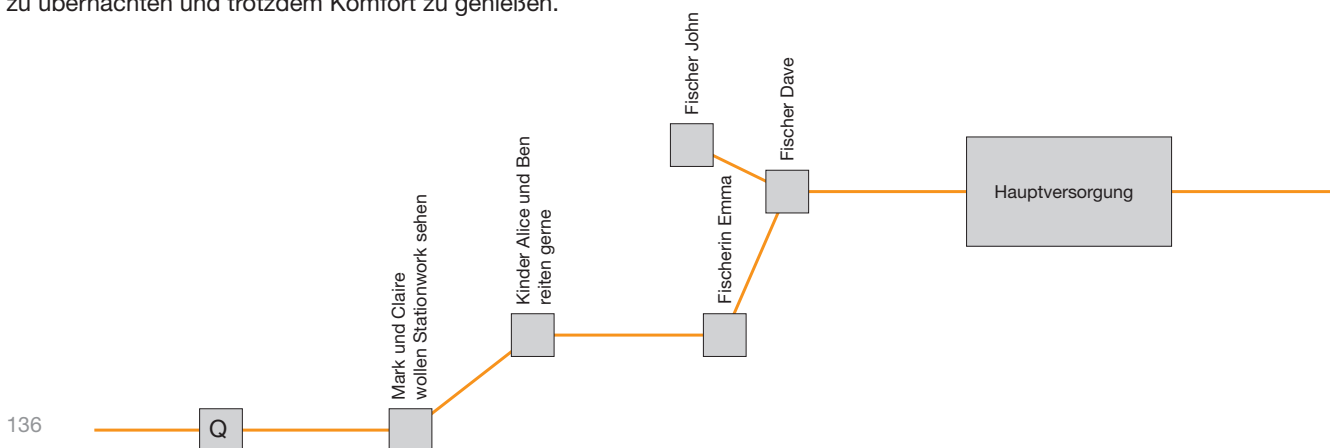 zu übernachten und trotzdem Komfort zu genießen.
Fischer John
Fischer Dave
Kinder Alice und Ben
reiten gerne
Fischerin Emma
Hauptversorgung
Mark und Claire
wollen Stationwork sehen
136
Q